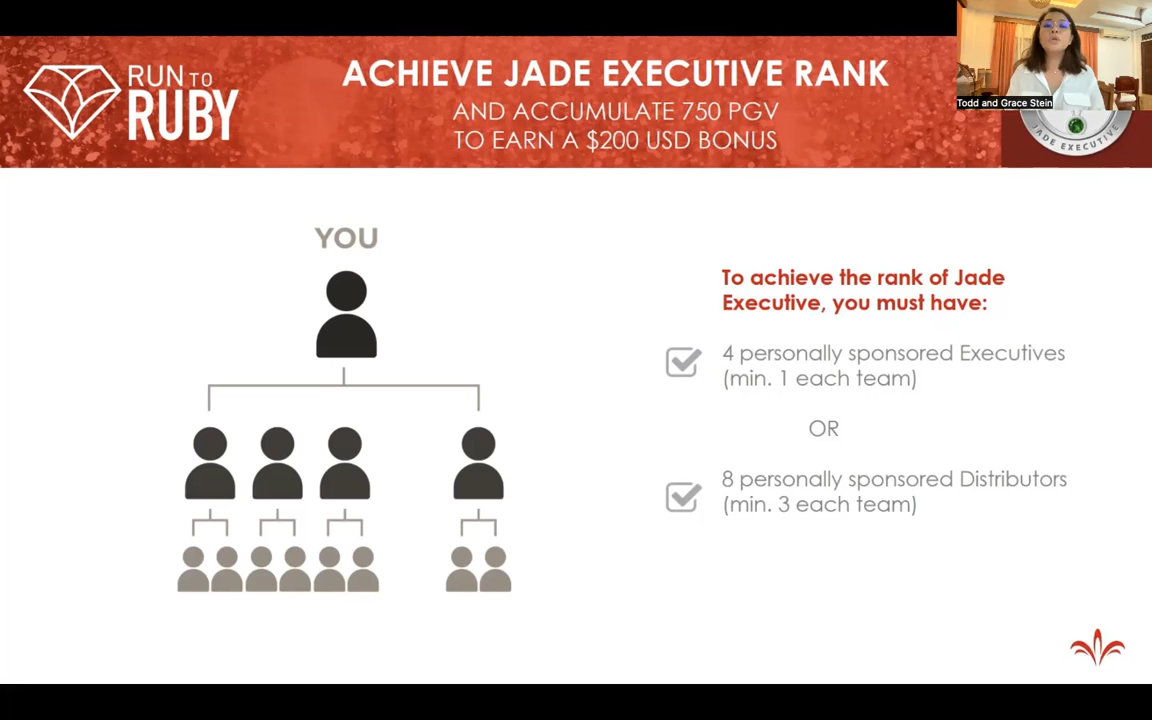 RUN TO
RUBY
ACHIEVE JADE EXECUTIVE RANK
AND ACCUMULATE 750 PGV
TO EARN A $200 USD BONUS
Todd and Grace Stein
JADE EXECUTIVE
YOU
To achieve the rank of Jade
Executive, you must have:
4 personally sponsored Executives
(min. 1 each team)
OR
8 personally sponsored Distributors
(min. 3 each team)